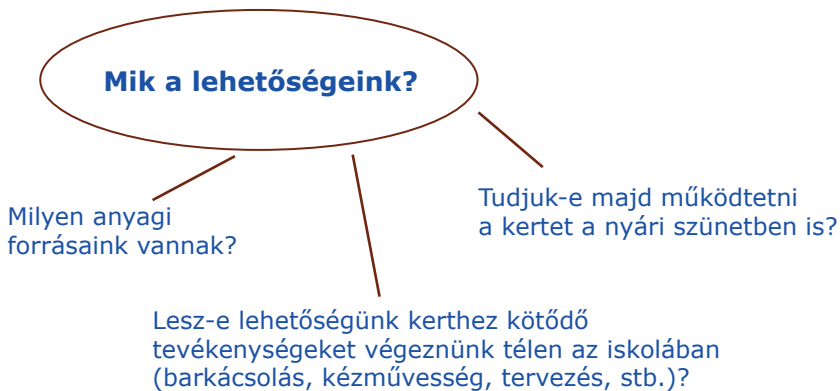 Mik a lehetőségeink?
Milyen anyagi
forrásaink vannak?
Tudjuk-e majd működtetni
a kertet a nyári szünetben is?
Lesz-e lehetőségünk kerthez kötődő
tevékenységeket végeznünk télen az iskolában
(barkácsolás, kézművesség, tervezés, stb.)?